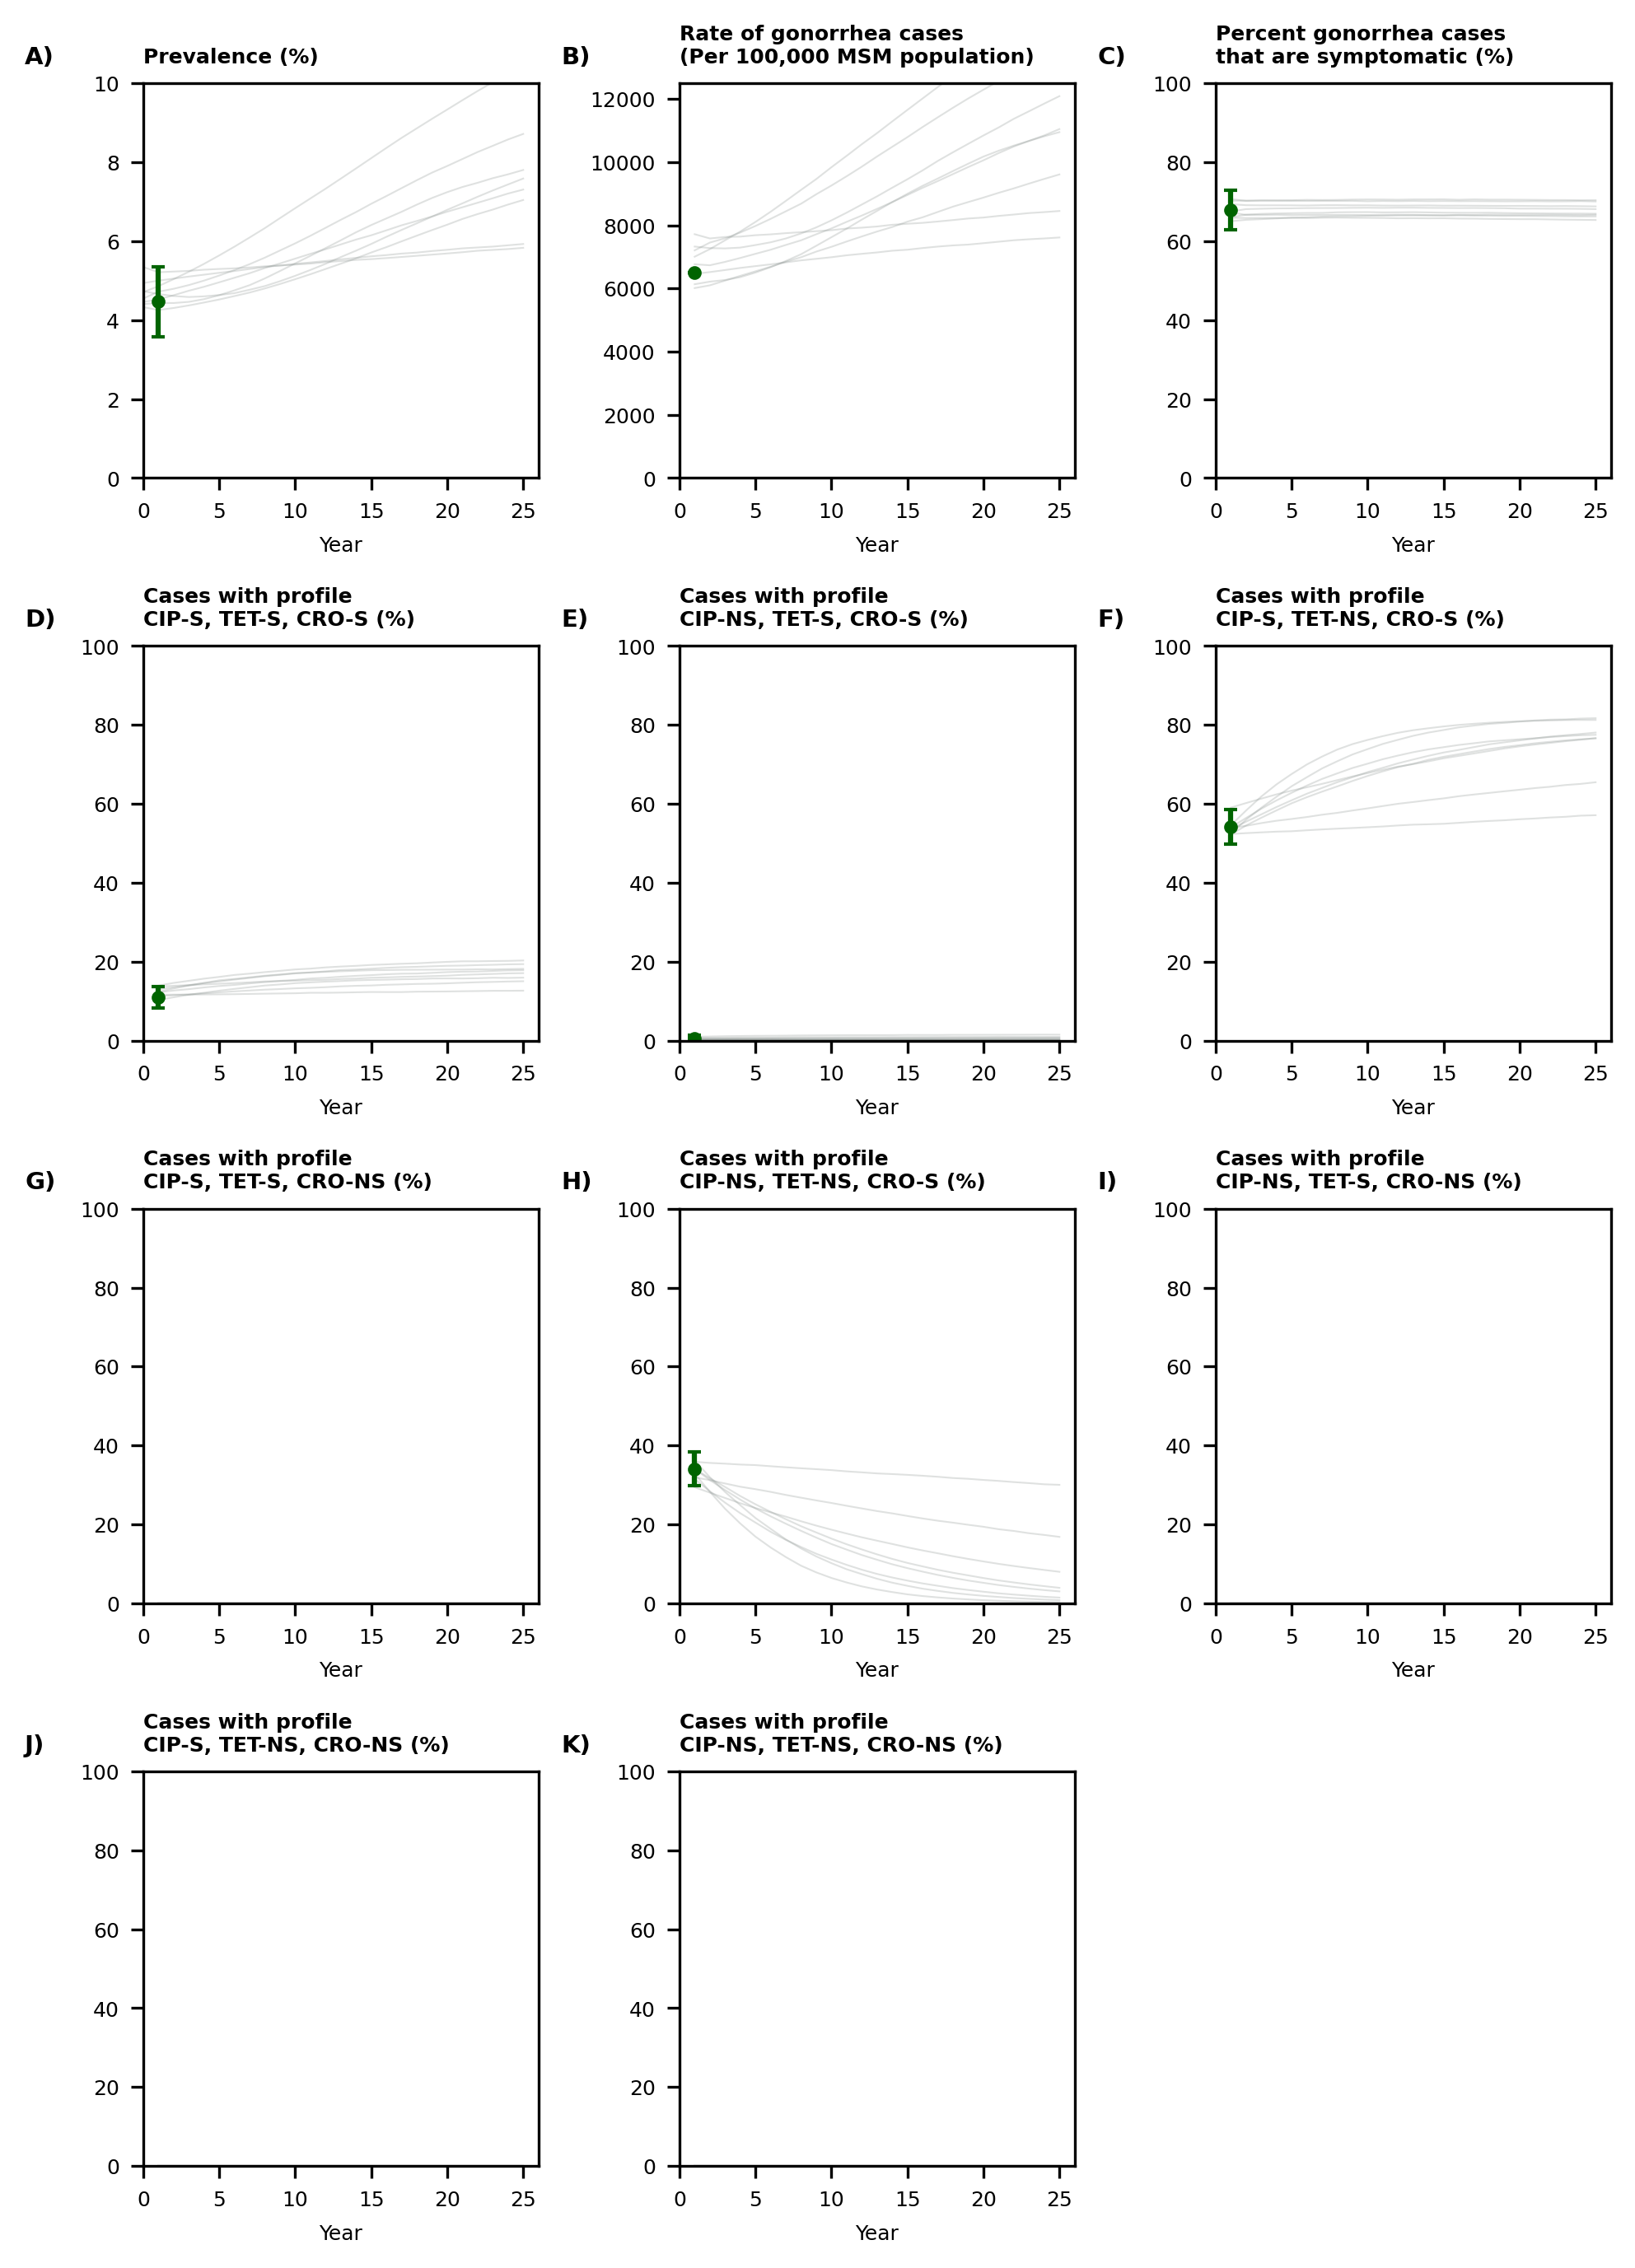 A)
Prevalence (%)
10
8
6
4
2
0
0 5 10 15 20 25
Year
B)
Rate of gonorrhea cases
(Per 100,000 MSM population)
12000
10000
8000
6000
4000
2000
0
0 5 10 15 20 25
Year
C)
Percent gonorrhea cases
that are symptomatic (%)
100
80
60
40
20
0
0 5 10 15 20 25
Year
D)
Cases with profile
CIP-S, TET-S, CRO-S (%)
100
80
60
40
20
0
0 5 10 15 20 25
Year
E)
Cases with profile
CIP-NS, TET-S, CRO-S (%)
100
80
60
40
20
0
0 5 10 15 20 25
Year
F)
Cases with profile
CIP-S, TET-NS, CRO-S (%)
100
80
60
40
20
0
0 5 10 15 20 25
Year
G)
Cases with profile
CIP-S, TET-S, CRO-NS (%)
100
80
60
40
20
0
0 5 10 15 20 25
Year
H)
Cases with profile
CIP-NS, TET-NS, CRO-S (%)
100
80
60
40
20
0
0 5 10 15 20 25
Year
I)
Cases with profile
CIP-NS, TET-S, CRO-NS (%)
100
80
60
40
20
0
0 5 10 15 20 25
Year
J)
Cases with profile
CIP-S, TET-NS, CRO-NS (%)
100
80
60
40
20
0
0 5 10 15 20 25
Year
K)
Cases with profile
CIP-NS, TET-NS, CRO-NS (%)
100
80
60
40
20
0
0 5 10 15 20 25
Year